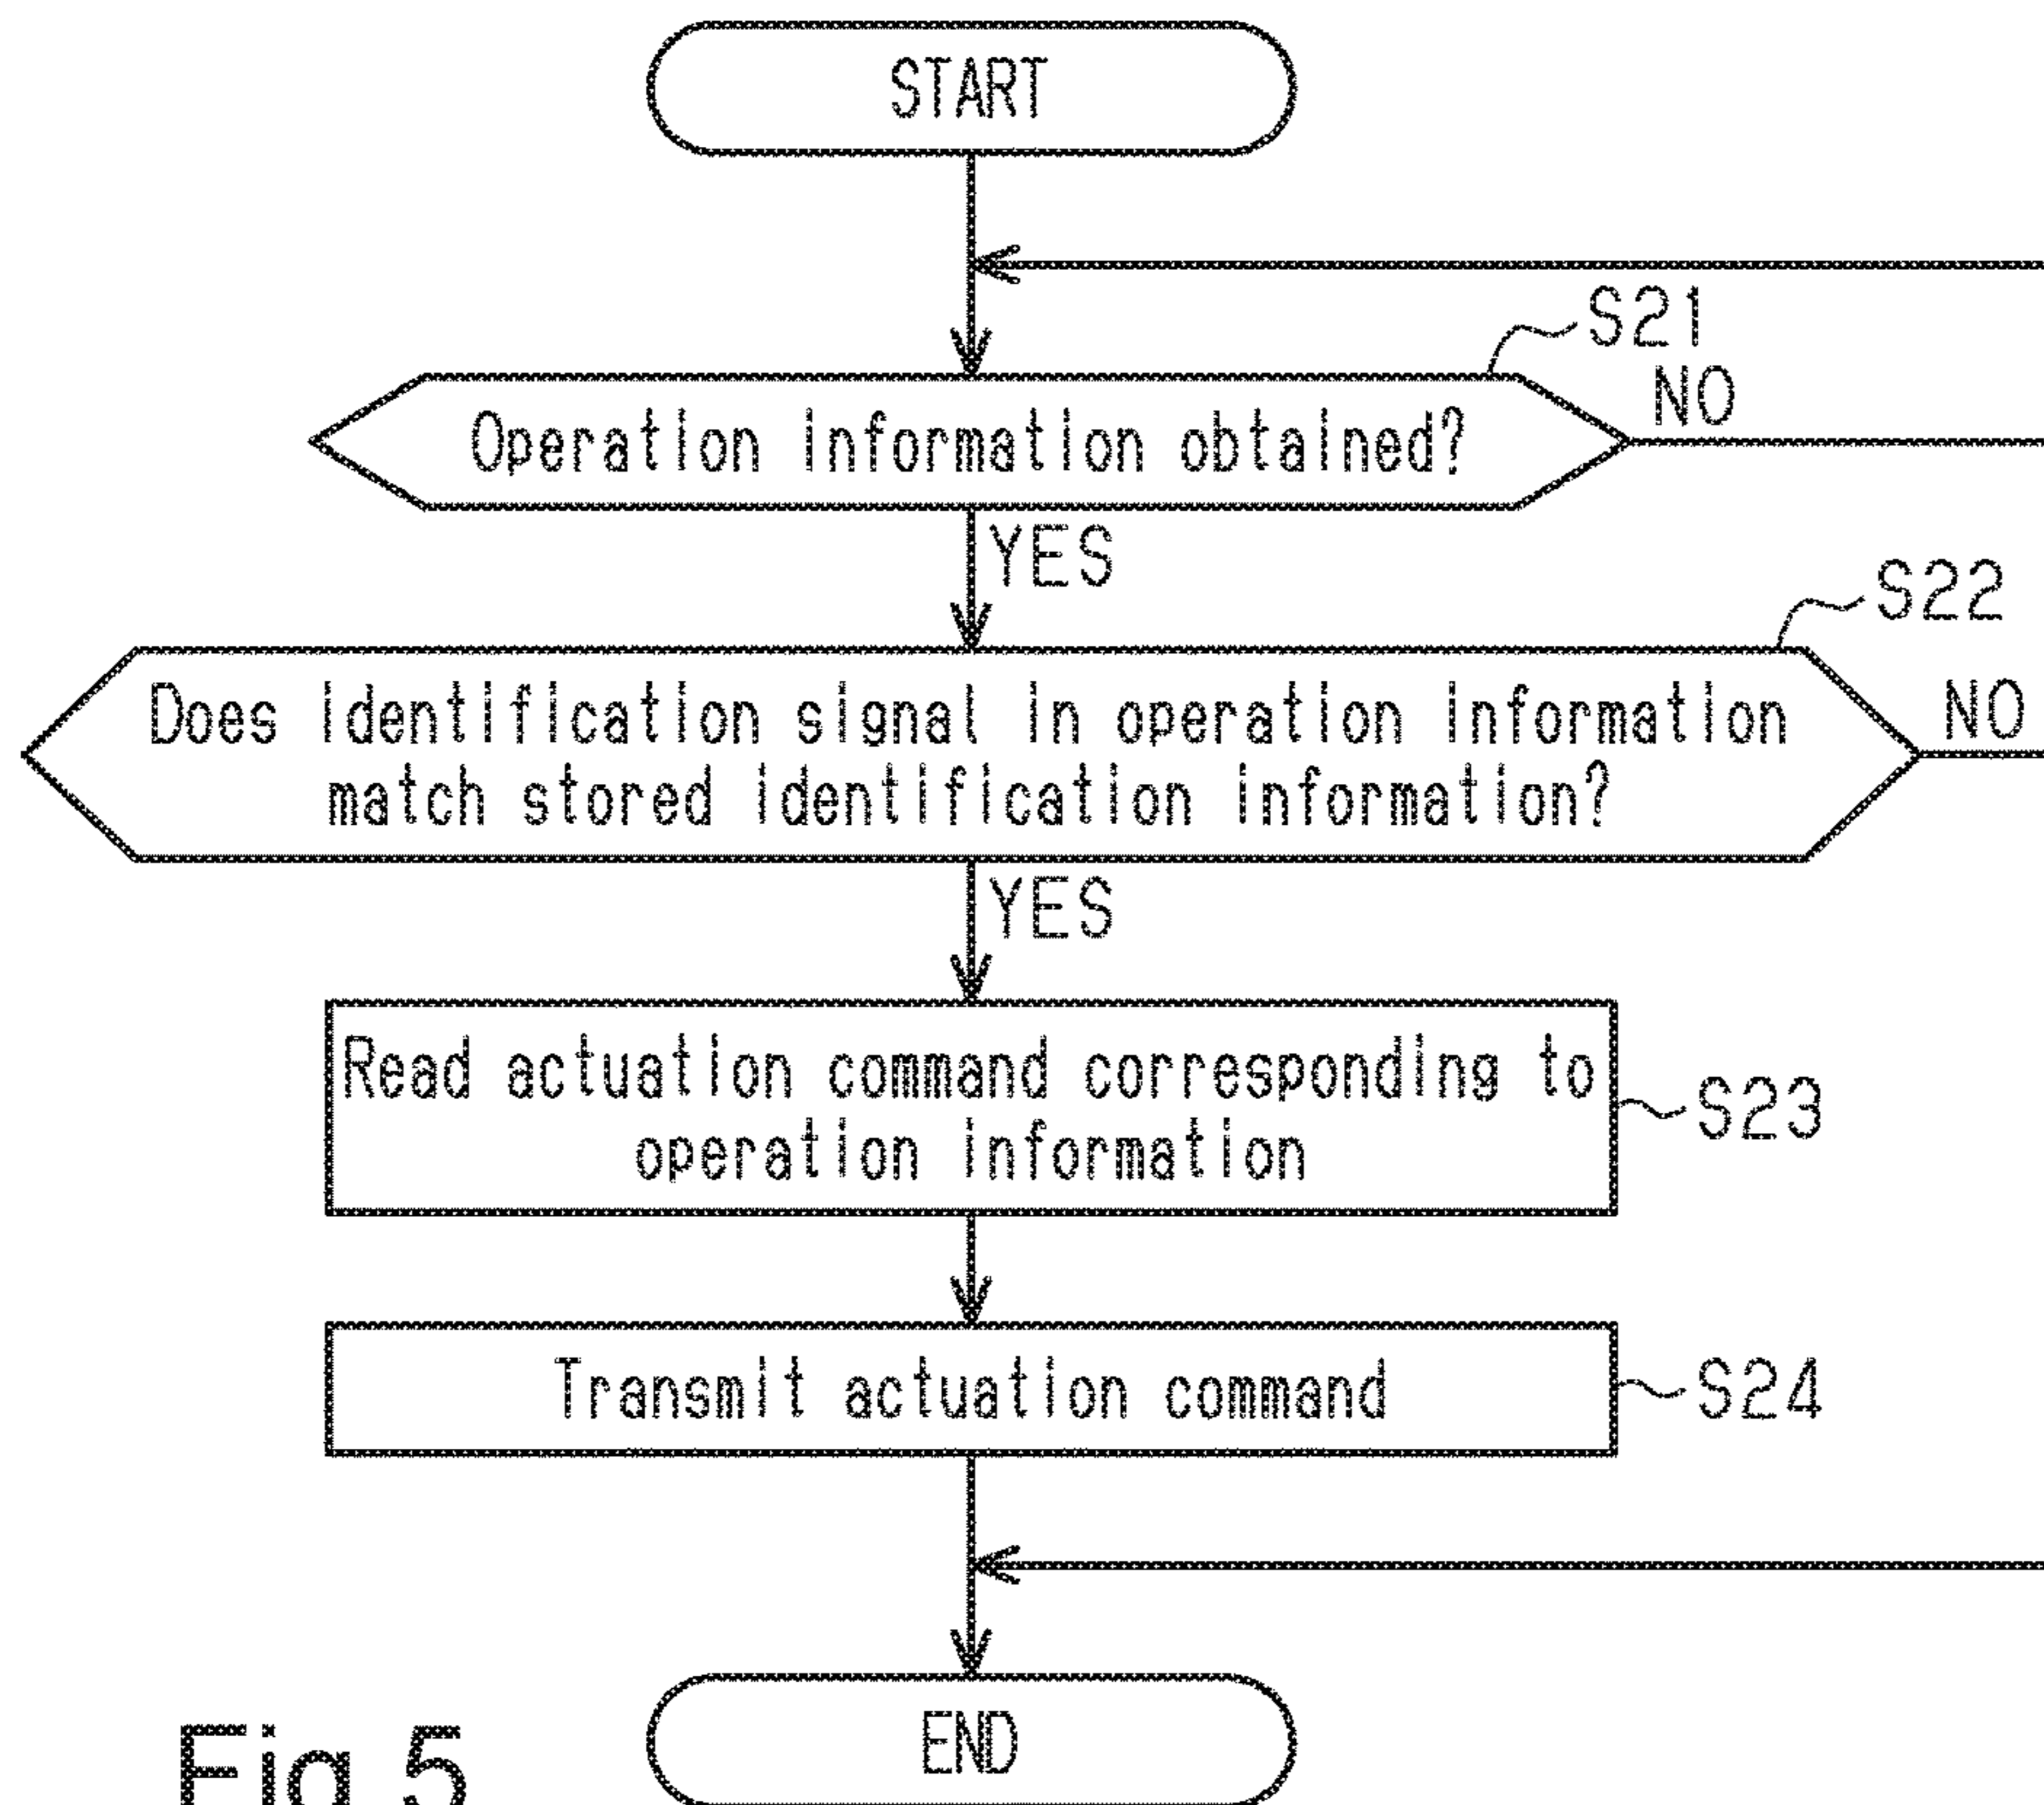 START
S21
Operation information obtained?
NO
YES
S22
Does identification signal in operation information
match stored identification information?
NO
YES
Read actuation command corresponding to
operation information
S23
Transmit actuation command
S24
END
Fig.5